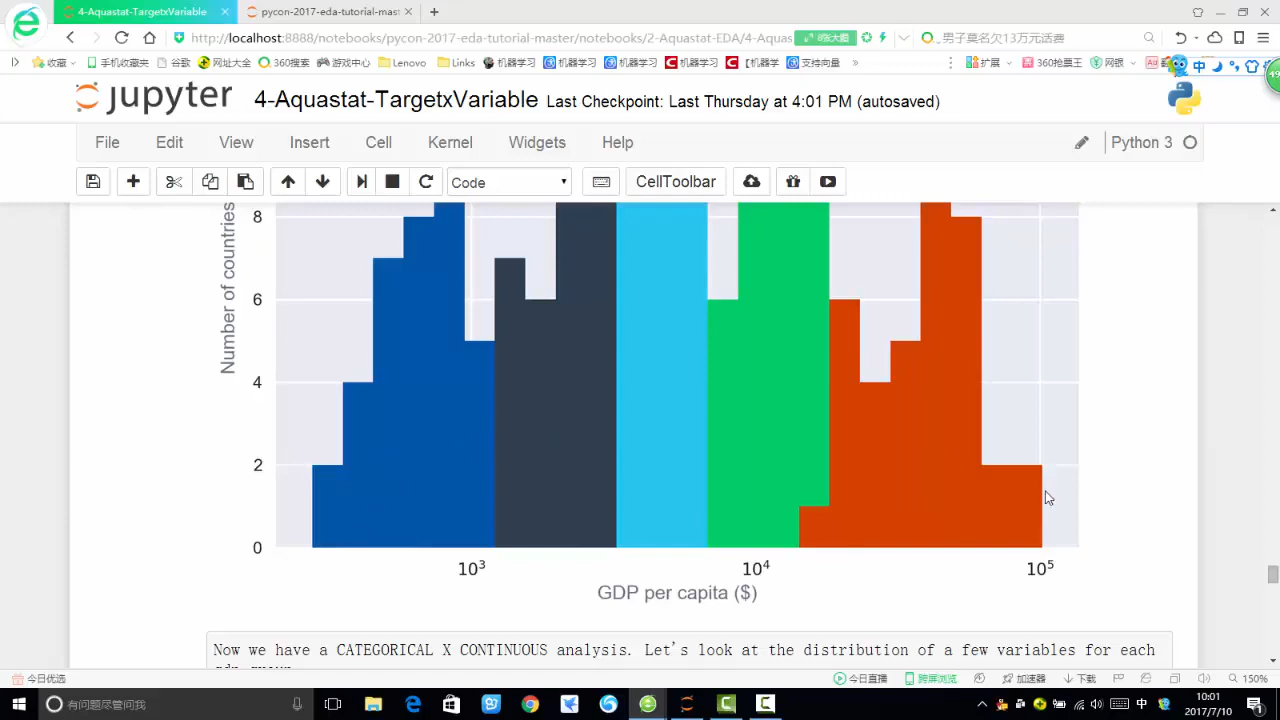 4-Aquastat-TargetxVariable
pycon-2017-eda-tutorial-mast
http://localhost:8888/notebooks/pycon-2017-eda-tutorial-master/notebooks/2-Aquastat-EDA/4-Aquas
8张大图
男子莫名欠13万元话费
收藏 手机收藏夹 谷歌 网址大全 360搜索 游戏中心 Lenovo Links 机器学习 机器学习 机器学习 机器学习 【机器学 支持向量 扩展 360抢票王 网银 Au 中
jupyter 4-Aquastat-TargetxVariable Last Checkpoint: Last Thursday at 4:01 PM (autosaved)
File Edit View Insert Cell Kernel Widgets Help Python 3
Code CellToolbar
Number of countries
8
6
4
2
0
10³ 10⁴ 10⁵
GDP per capita ($)
Now we have a CATEGORICAL X CONTINUOUS analysis. Let's look at the distribution of a few variables for each
今日优选 今日直播 跨屏浏览 加速器 下载 150%
有问题尽管问我 中 10:01
2017/7/10